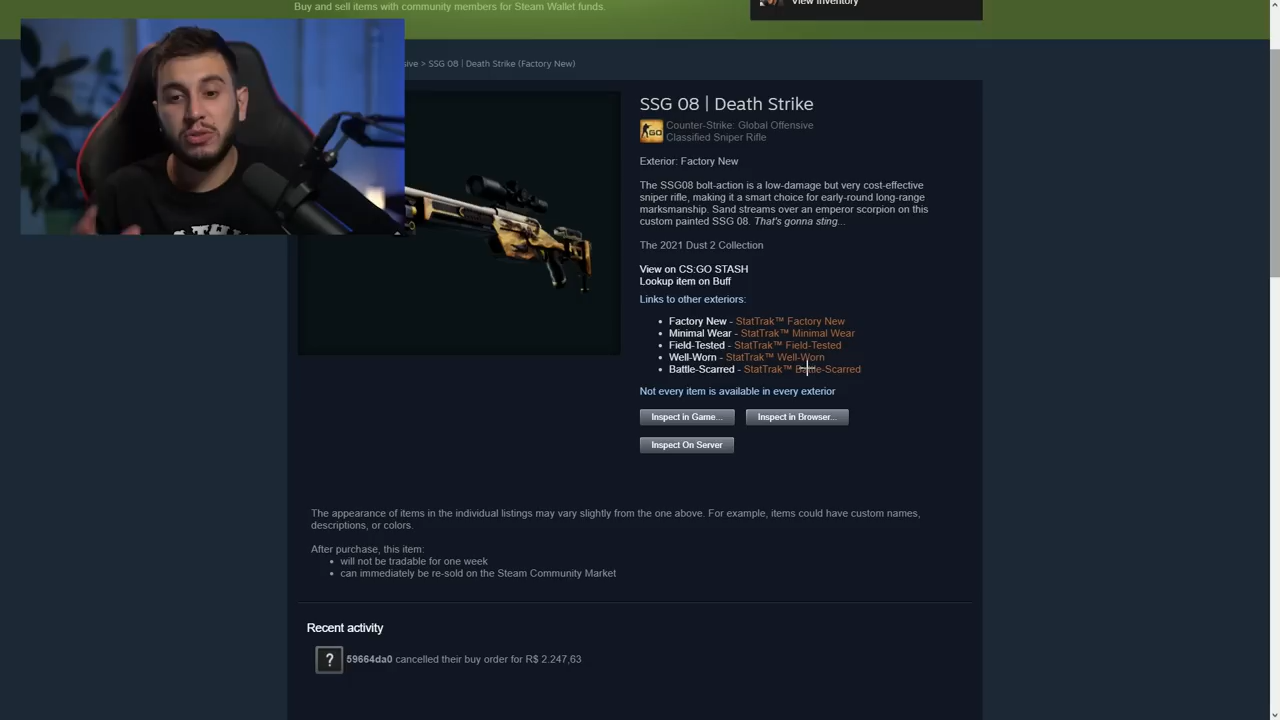 Buy and sell items with community members for Steam Wallet funds.
View Inventory
ive > SSG 08 | Death Strike (Factory New)
SSG 08 | Death Strike
GO
Counter-Strike: Global Offensive
Classified Sniper Rifle
Exterior: Factory New
The SSG08 bolt-action is a low-damage but very cost-effective
sniper rifle, making it a smart choice for early-round long-range
marksmanship. Sand streams over an emperor scorpion on this
custom painted SSG 08. That's gonna sting...
The 2021 Dust 2 Collection
View on CS:GO STASH
Lookup item on Buff
Links to other exteriors:
• Factory New - StatTrak™ Factory New
• Minimal Wear - StatTrak™ Minimal Wear
• Field-Tested - StatTrak™ Field-Tested
• Well-Worn - StatTrak™ Well-Worn
• Battle-Scarred - StatTrak™ Battle-Scarred
Not every item is available in every exterior
Inspect in Game... Inspect in Browser...
Inspect On Server
The appearance of items in the individual listings may vary slightly from the one above. For example, items could have custom names,
descriptions, or colors.
After purchase, this item:
• will not be tradable for one week
• can immediately be re-sold on the Steam Community Market
Recent activity
? 59664da0 cancelled their buy order for R$ 2.247,63